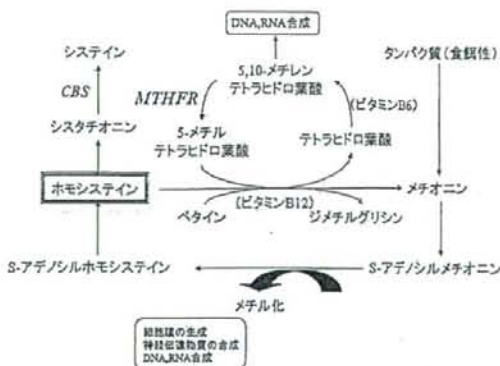 DNA,RNA合成
システイン
5,10-メチレン
テトラヒドロ葉酸
タンパク質(食餌性)
CBS
MTHFR
(ビタミンB6)
シスタチオニン
5-メチル
テトラヒドロ葉酸
テトラヒドロ葉酸
ホモシステイン
メチオニン
ベタイン
(ビタミンB12)
ジメチルグリシン
S-アデノシルホモシステイン
S-アデノシルメチオニン
メチル化
細胞膜の生成
神経伝達物質の合成
DNA,RNA合成